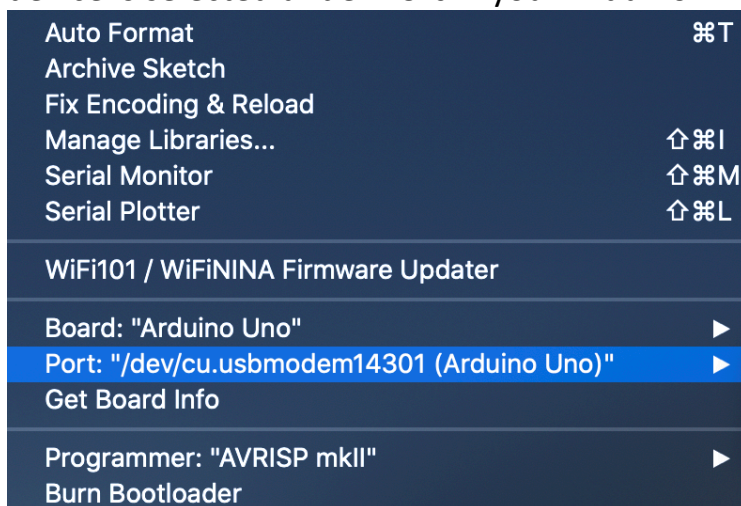 Auto Format ⌘T
Archive Sketch
Fix Encoding & Reload
Manage Libraries... ⇧⌘I
Serial Monitor ⇧⌘M
Serial Plotter ⇧⌘L
WiFi101 / WiFiNINA Firmware Updater
Board: "Arduino Uno" ▶
Port: "/dev/cu.usbmodem14301 (Arduino Uno)" ▶
Get Board Info
Programmer: "AVRISP mkII" ▶
Burn Bootloader